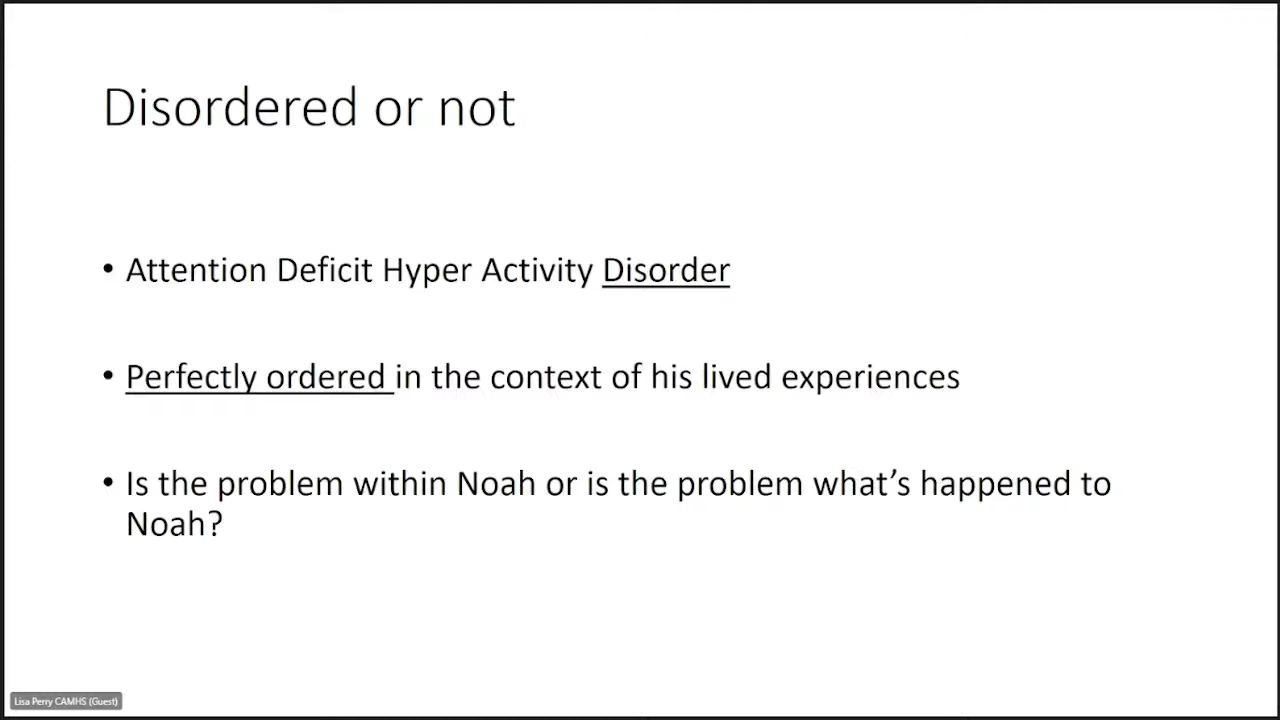 Disordered or not
• Attention Deficit Hyper Activity Disorder
• Perfectly ordered in the context of his lived experiences
• Is the problem within Noah or is the problem what’s happened to
Noah?
Lisa Perry CAMHS (Guest)